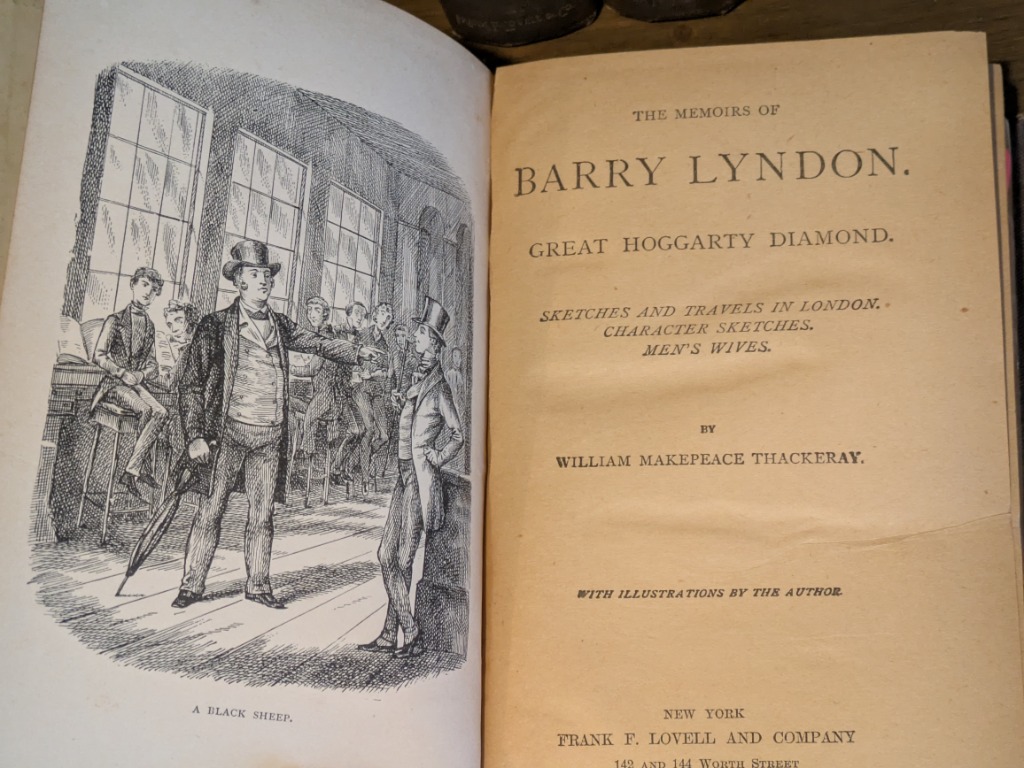 A BLACK SHEEP.
THE MEMOIRS OF
BARRY LYNDON.
GREAT HOGGARTY DIAMOND.
SKETCHES AND TRAVELS IN LONDON.
CHARACTER SKETCHES.
MEN'S WIVES.
BY
WILLIAM MAKEPEACE THACKERAY.
WITH ILLUSTRATIONS BY THE AUTHOR.
NEW YORK
FRANK F. LOVELL AND COMPANY
142 AND 144 WORTH STREET